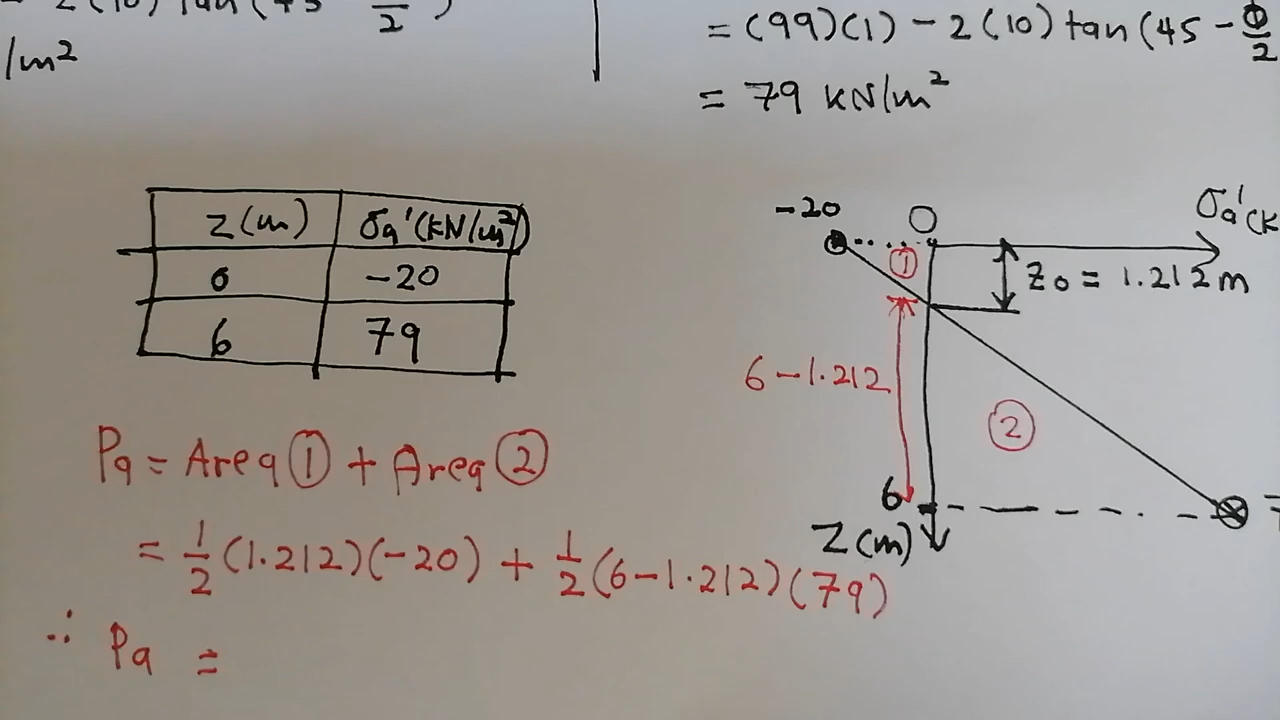 2(10) tan(45 /2)
/m²
= (99)(1) - 2(10) tan(45 - Φ/2
= 79 kN/m²
Z(m) σa'(kN/m²)
0 -20
6 79
Pa = Area ① + Area ②
= 1/2 (1.212)(-20) + 1/2 (6-1.212)(79)
∴ Pa =
-20 0 σa'(k
① Z0 = 1.212m
6-1.212
②
6
Z(m)